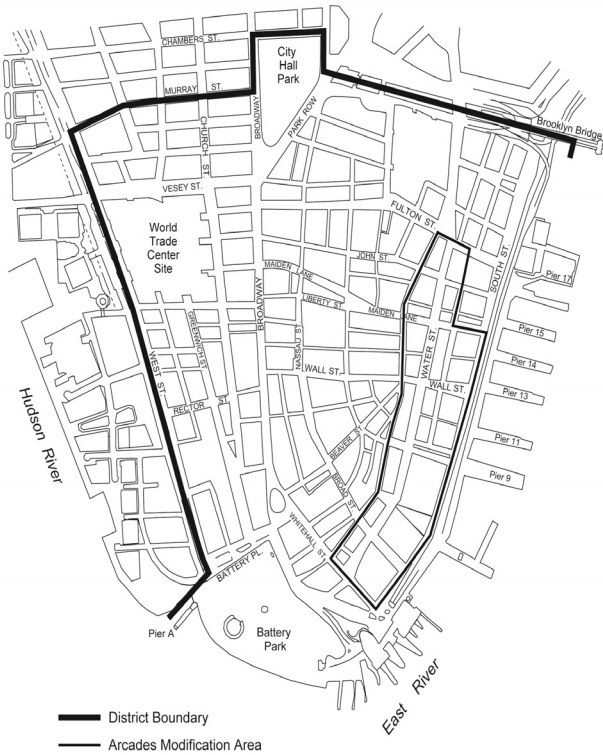 CHAMBERS ST.
City
Hall
Park
MURRAY ST.
BROADWAY
PARK ROW
Brooklyn Bridge
CHURCH ST
VESEY ST.
FULTON ST.
World
Trade
Center
Site
JOHN ST.
SOUTH ST.
MAIDEN LANE
Pier 17
LIBERTY ST
MAIDEN LANE
BROADWAY
GREENWICH ST
NASSAU ST
WATER ST.
Pier 15
WEST ST.
WALL ST.
Pier 14
WALL ST.
Pier 13
Hudson River
RECTOR ST.
BEAVER ST.
Pier 11
BROAD ST.
Pier 9
WHITEHALL ST.
BATTERY PL.
Pier A
Battery
Park
East River
District Boundary
Arcades Modification Area